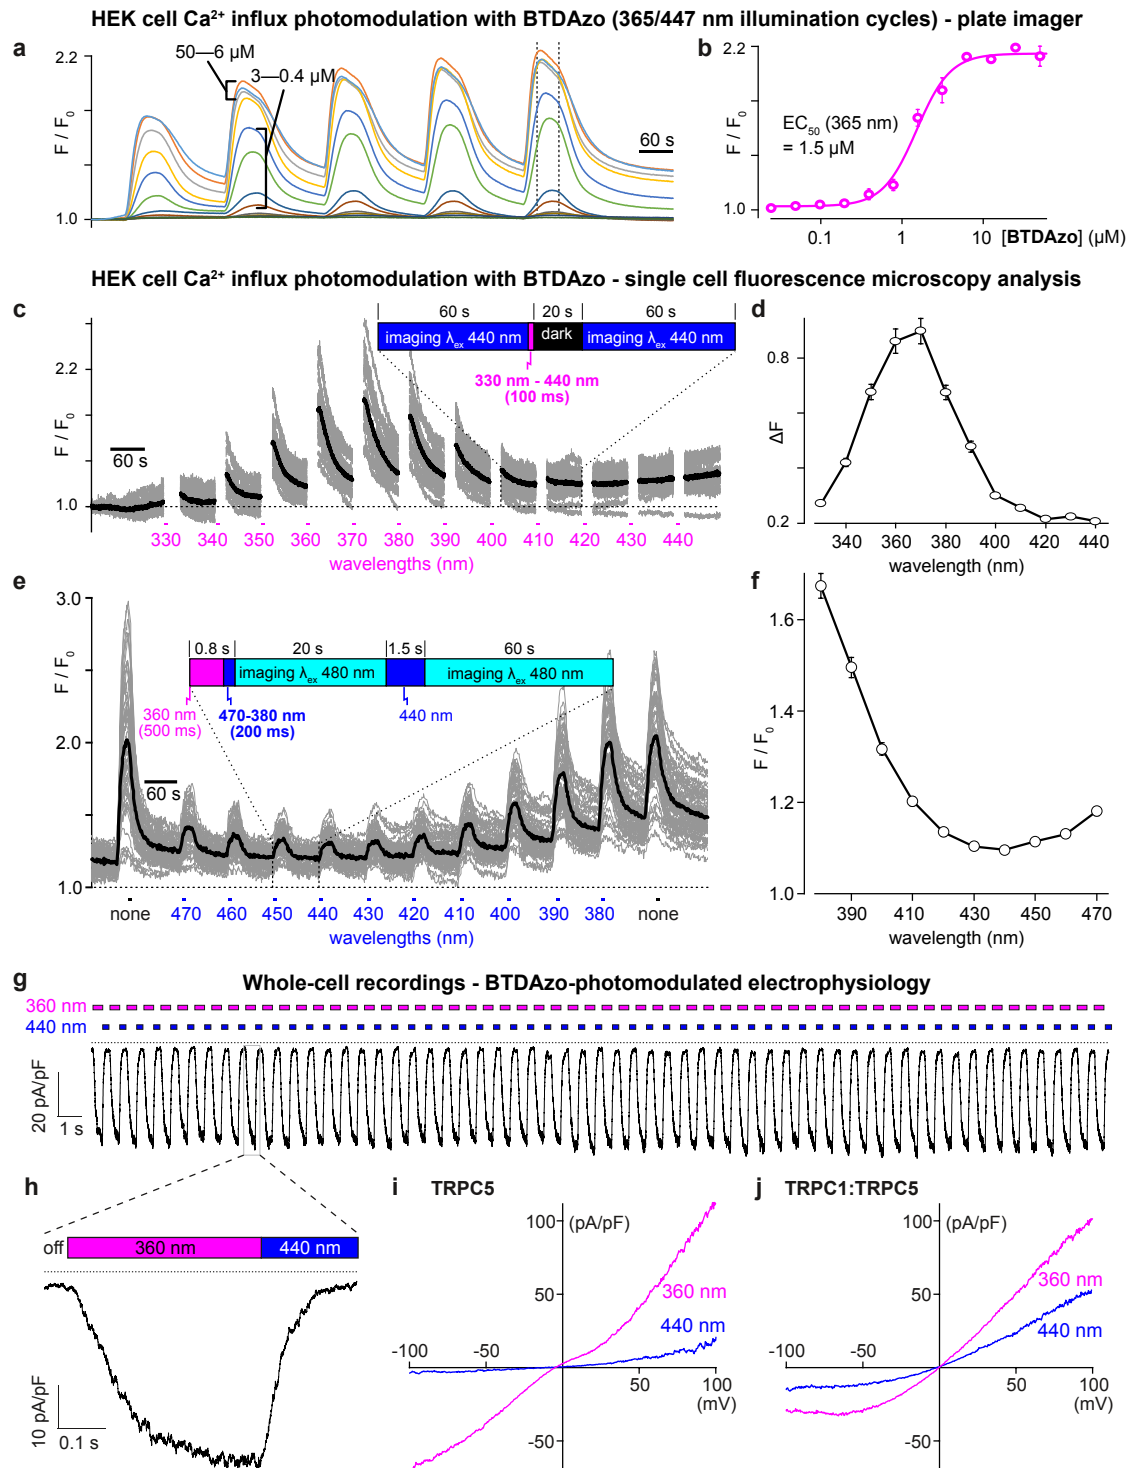 HEK cell Ca²⁺ influx photomodulation with BTDAzo (365/447 nm illumination cycles) - plate imager
a
2.2
F / F₀
1.0
50—6 µM
3—0.4 µM
60 s
b
2.2
F / F₀
1.0
EC₅₀ (365 nm)
= 1.5 µM
0.1
1
10
[BTDAzo] (µM)
HEK cell Ca²⁺ influx photomodulation with BTDAzo - single cell fluorescence microscopy analysis
c
60 s
20 s
60 s
imaging λex 440 nm
dark
imaging λex 440 nm
330 nm - 440 nm
(100 ms)
2.2
F / F₀
1.0
60 s
330
340
350
360
370
380
390
400
410
420
430
440
wavelengths (nm)
d
0.8
ΔF
0.2
340
360
380
400
420
440
wavelength (nm)
e
3.0
F / F₀
2.0
1.0
0.8 s
20 s
1.5 s
60 s
imaging λex 480 nm
imaging λex 480 nm
360 nm
(500 ms)
470-380 nm
(200 ms)
440 nm
60 s
none
470
460
450
440
430
420
410
400
390
380
none
wavelengths (nm)
f
1.6
1.4
F / F₀
1.2
1.0
390
410
430
450
470
wavelength (nm)
g
Whole-cell recordings - BTDAzo-photomodulated electrophysiology
360 nm
440 nm
20 pA/pF
1 s
h
off
360 nm
440 nm
10 pA/pF
0.1 s
i
TRPC5
100
(pA/pF)
360 nm
50
440 nm
-100
-50
50
100
(mV)
-50
j
TRPC1:TRPC5
100
(pA/pF)
360 nm
50
440 nm
-100
-50
50
100
(mV)
-50